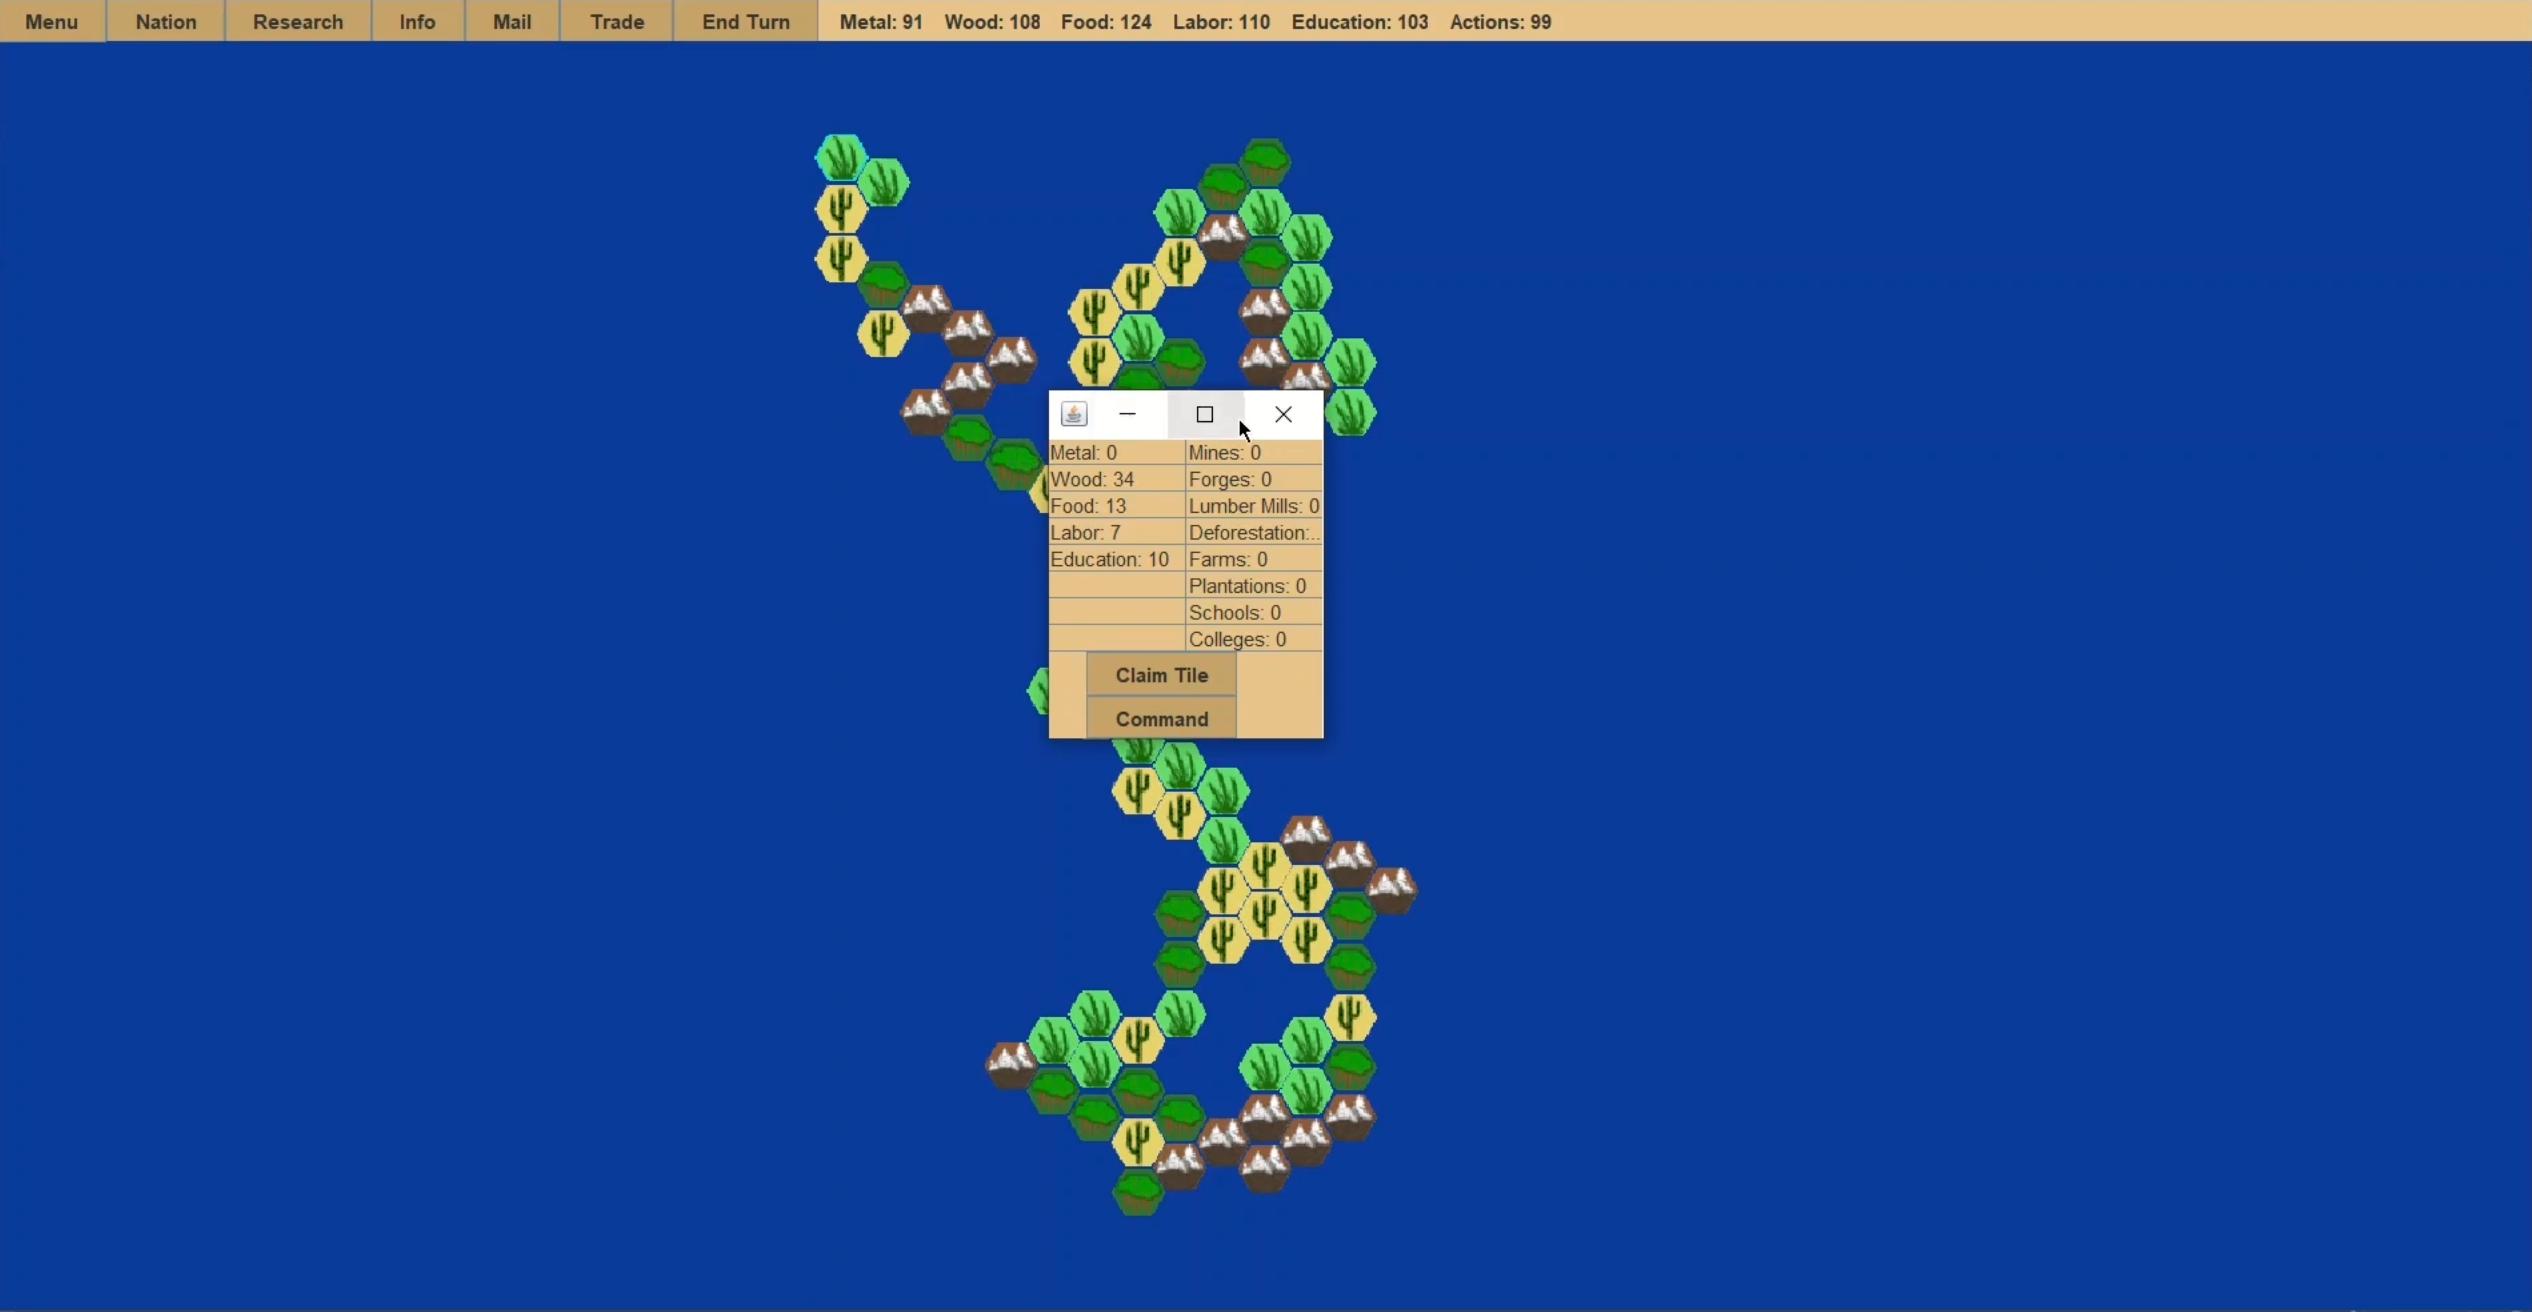 Menu Nation Research Info Mail Trade End Turn Metal: 91 Wood: 108 Food: 124 Labor: 110 Education: 103 Actions: 99
Metal: 0 Mines: 0
Wood: 34 Forges: 0
Food: 13 Lumber Mills: 0
Labor: 7 Deforestation:..
Education: 10 Farms: 0
Plantations: 0
Schools: 0
Colleges: 0
Claim Tile
Command